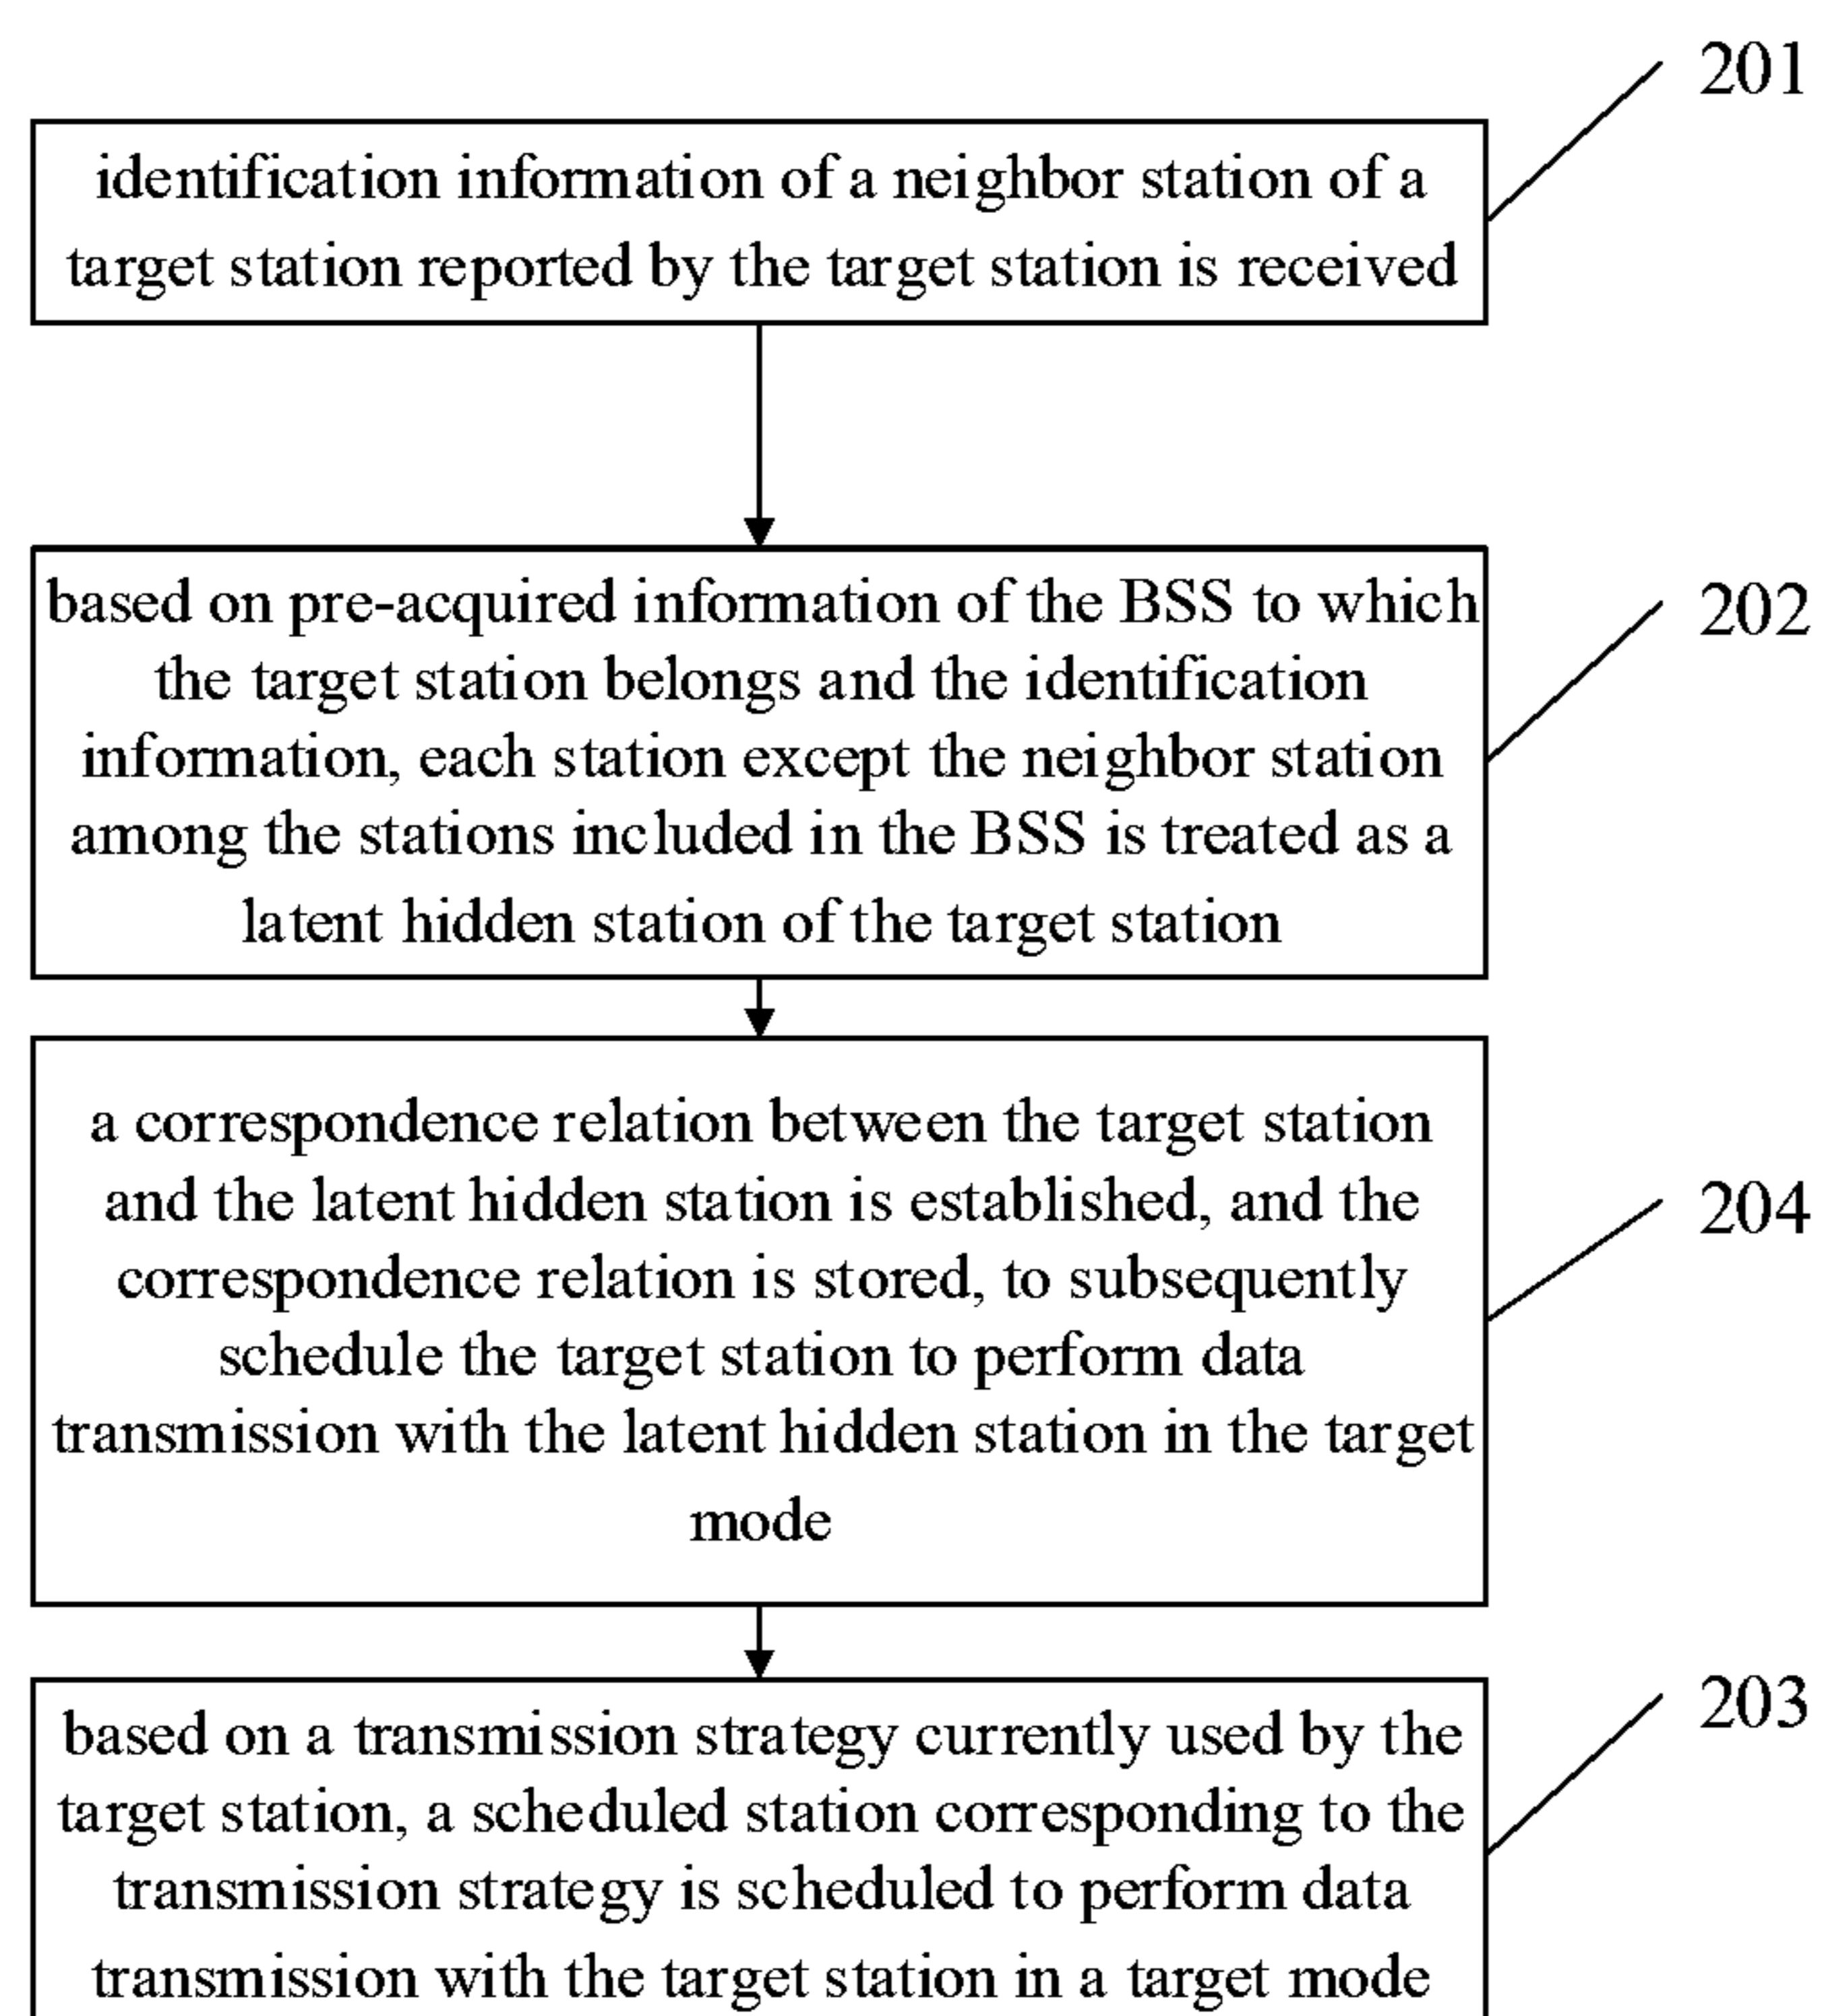 201
identification information of a neighbor station of a
target station reported by the target station is received
202
based on pre-acquired information of the BSS to which
the target station belongs and the identification
information, each station except the neighbor station
among the stations included in the BSS is treated as a
latent hidden station of the target station
204
a correspondence relation between the target station
and the latent hidden station is established, and the
correspondence relation is stored, to subsequently
schedule the target station to perform data
transmission with the latent hidden station in the target
mode
203
based on a transmission strategy currently used by the
target station, a scheduled station corresponding to the
transmission strategy is scheduled to perform data
transmission with the target station in a target mode